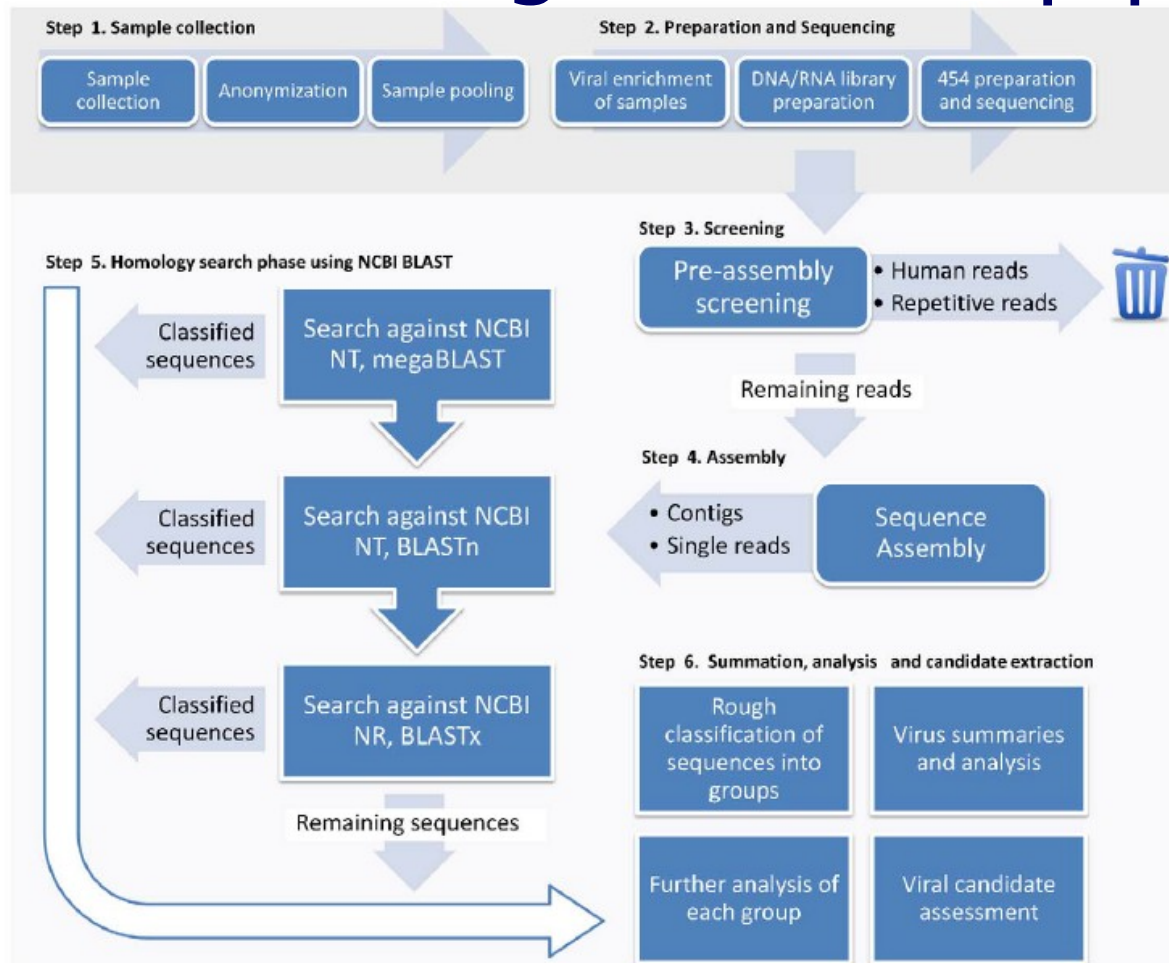 Step 1. Sample collection
Sample
collection
Anonymization
Sample pooling
Step 2. Preparation and Sequencing
Viral enrichment
of samples
DNA/RNA library
preparation
454 preparation
and sequencing
Step 3. Screening
Pre-assembly
screening
• Human reads
• Repetitive reads
Remaining reads
Step 4. Assembly
Sequence
Assembly
• Contigs
• Single reads
Step 5. Homology search phase using NCBI BLAST
Search against NCBI
NT, megaBLAST
Classified
sequences
Search against NCBI
NT, BLASTn
Classified
sequences
Search against NCBI
NR, BLASTx
Classified
sequences
Remaining sequences
Step 6. Summation, analysis and candidate extraction
Rough
classification of
sequences into
groups
Virus summaries
and analysis
Further analysis of
each group
Viral candidate
assessment